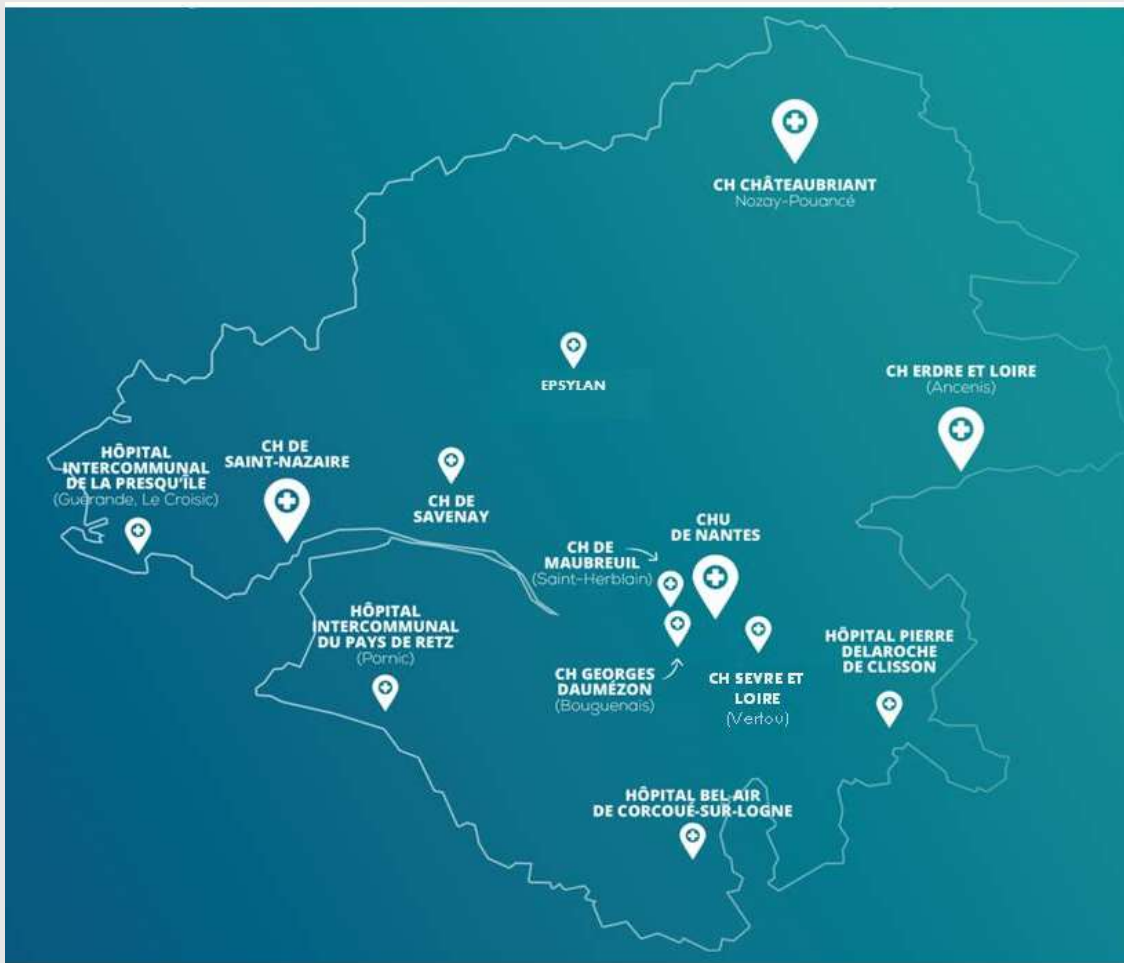 CH CHÂTEAUBRIANT
Nozay-Pouancé
EPSYLAN
CH ERDRE ET LOIRE
(Ancenis)
HÔPITAL
INTERCOMMUNAL
DE LA PRESQU'ÎLE
(Guérande, Le Croisic)
CH DE
SAINT-NAZAIRE
CH DE
SAVENAY
CHU
DE NANTES
CH DE
MAUBREUIL
(Saint-Herblain)
HÔPITAL
INTERCOMMUNAL
DU PAYS DE RETZ
(Pornic)
CH GEORGES
DAUMÉZON
(Bouguenais)
CH SEVRE ET
LOIRE
(Vertou)
HÔPITAL PIERRE
DELAROCHE
DE CLISSON
HÔPITAL BEL AIR
DE CORCOUÉ-SUR-LOGNE